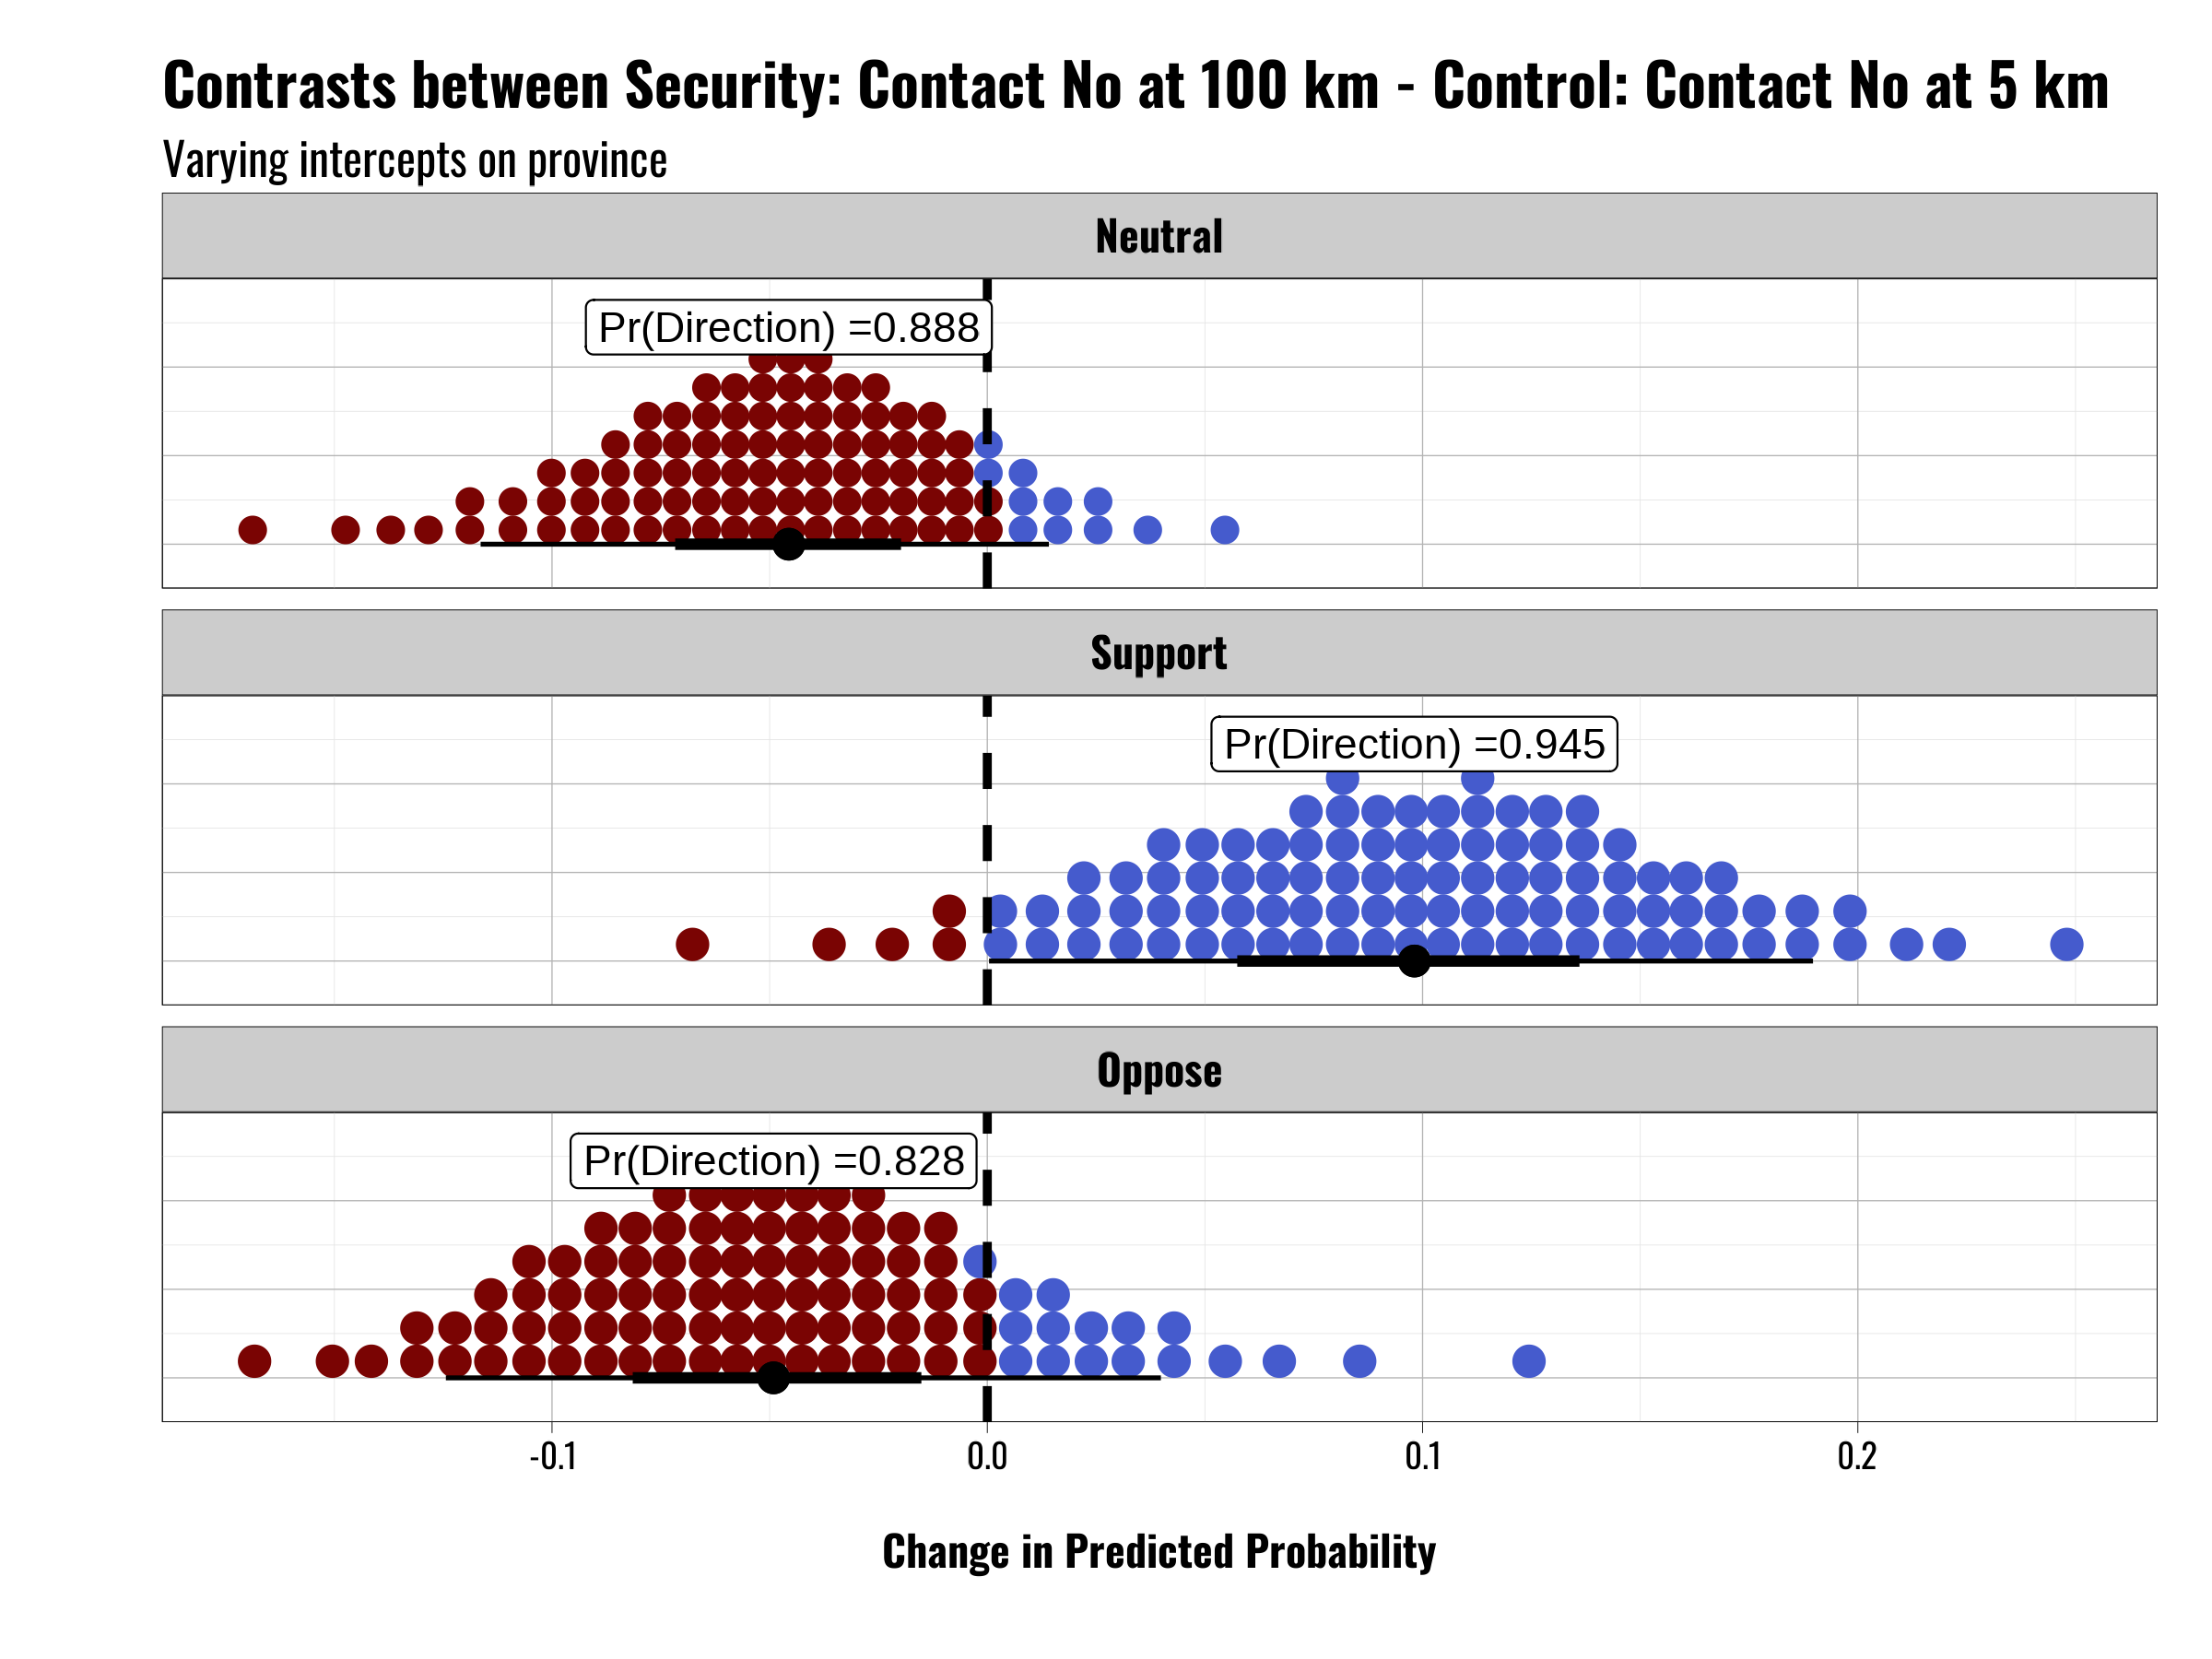 Contrasts between Security: Contact No at 100 km - Control: Contact No at 5 km
Varying intercepts on province
Neutral
Pr(Direction) =0.888
Support
Pr(Direction) =0.945
Oppose
Pr(Direction) =0.828
-0.1 0.0 0.1 0.2
Change in Predicted Probability